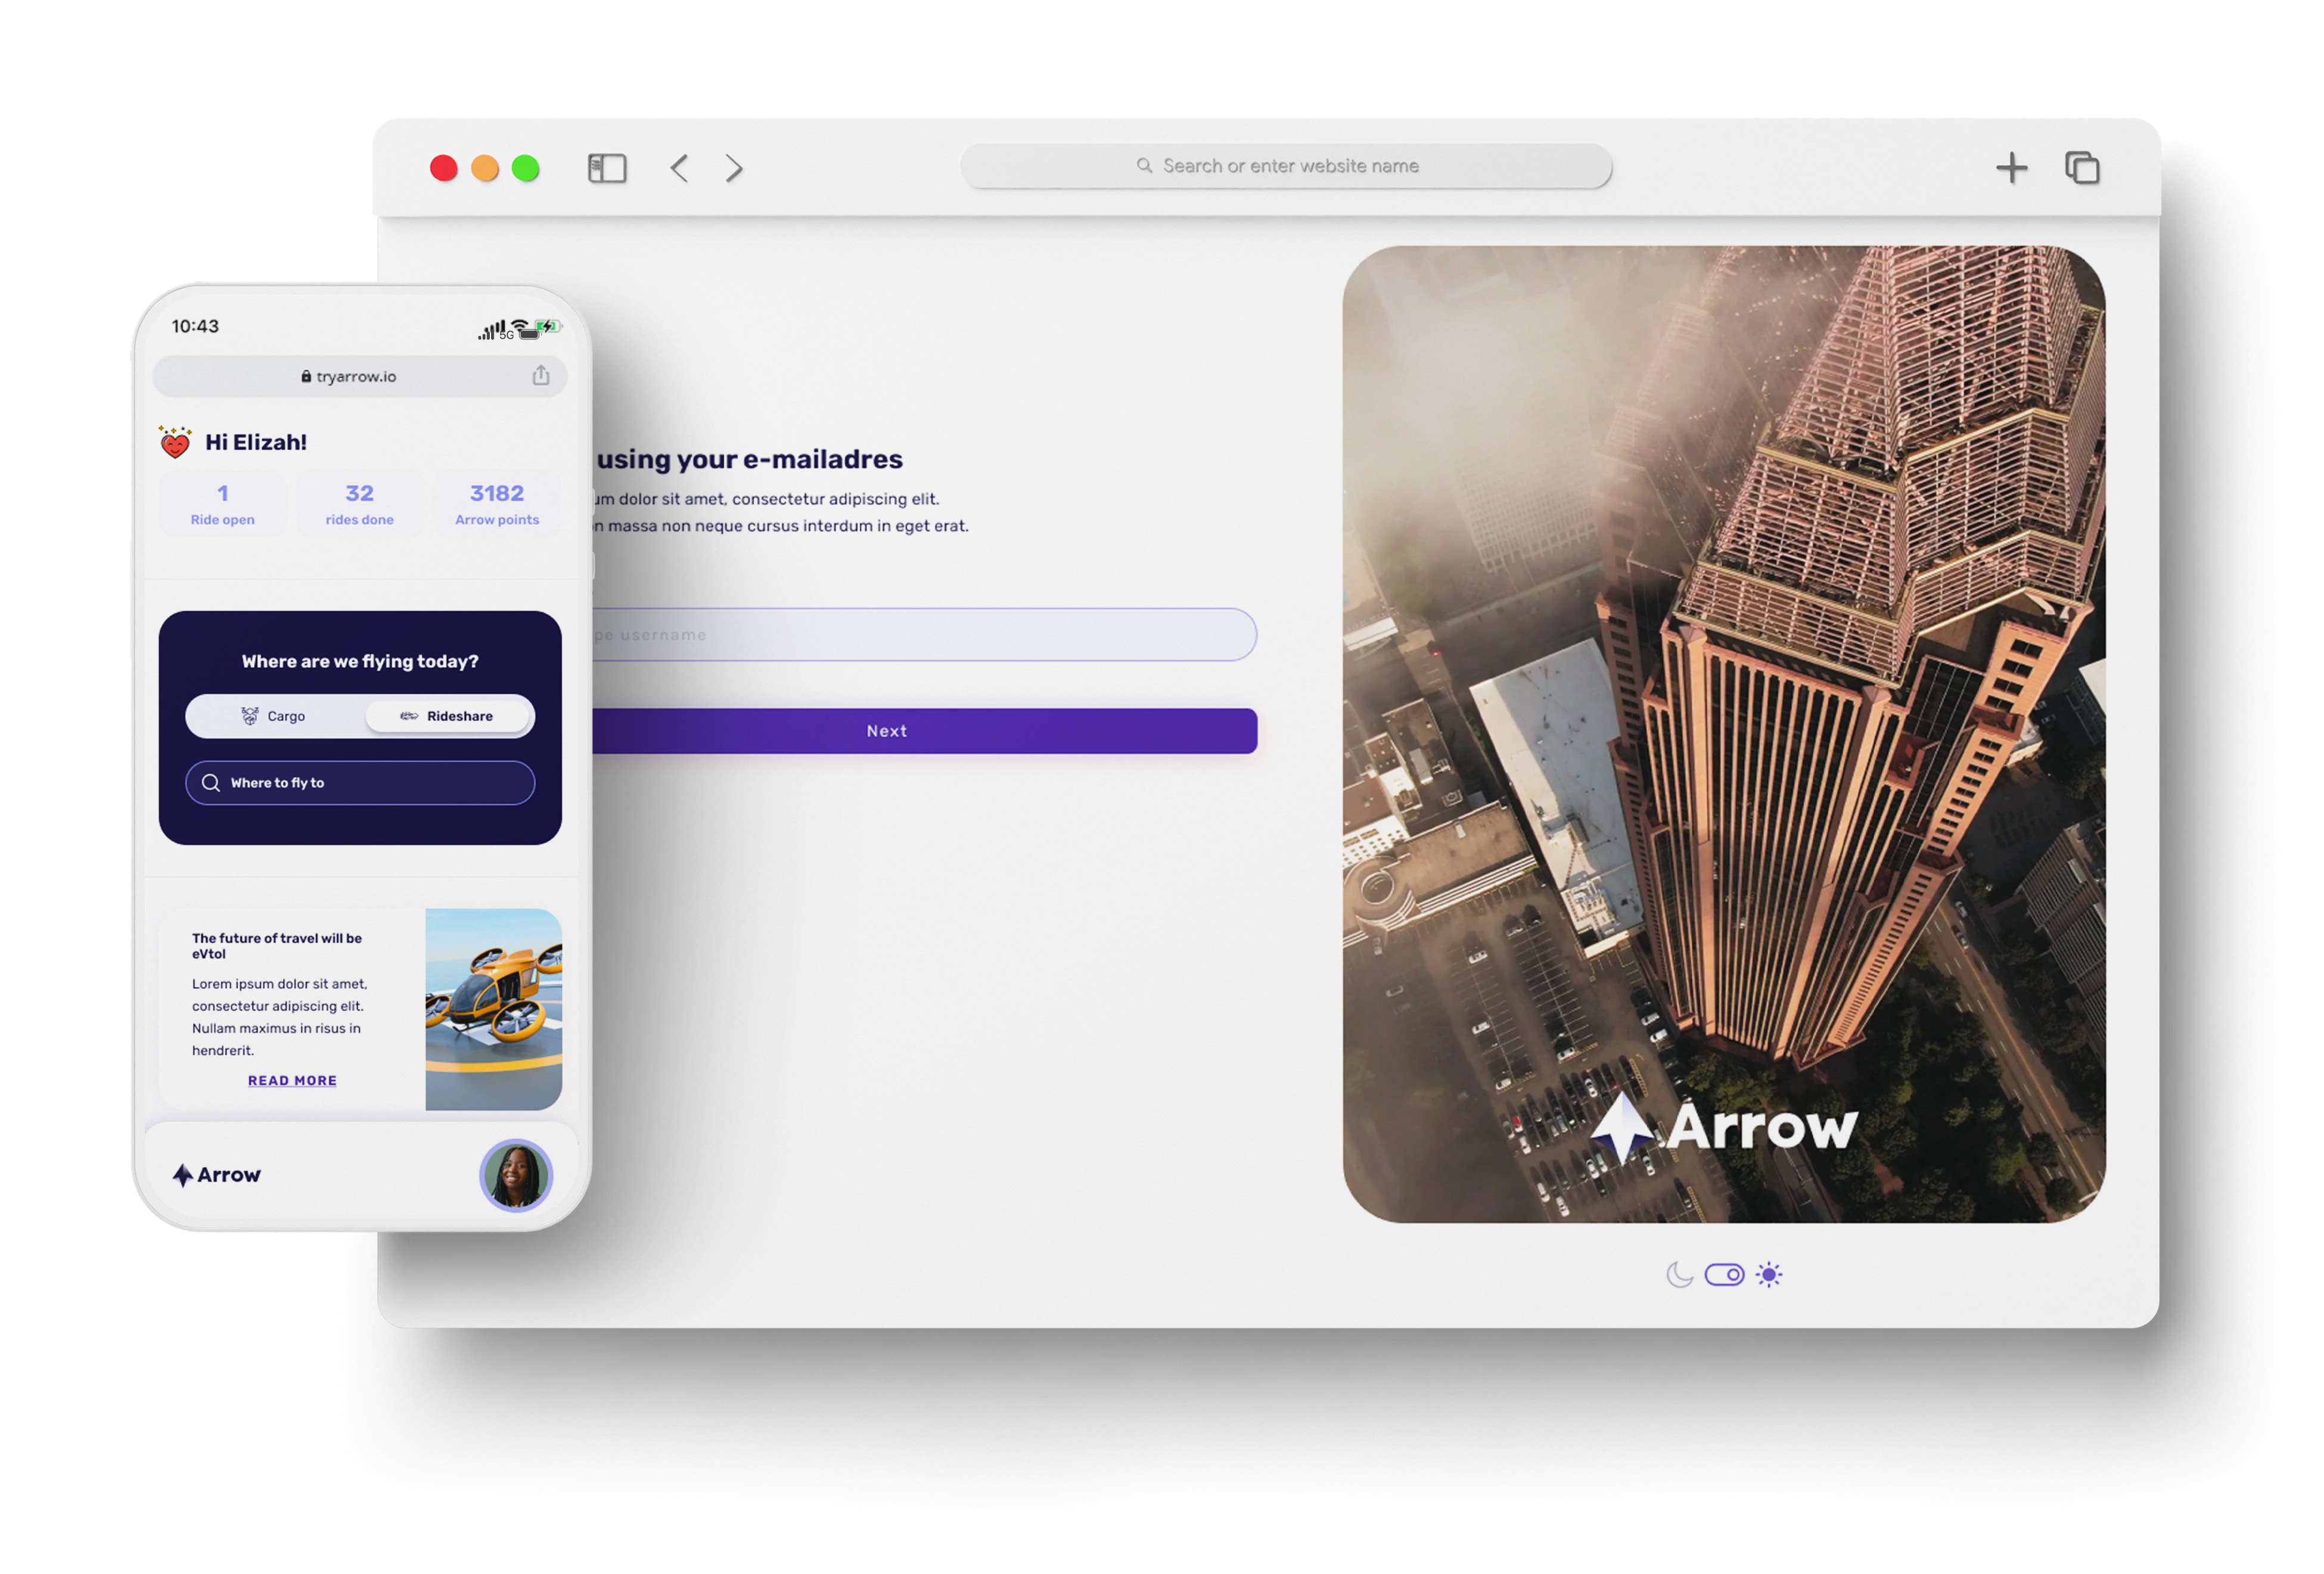 Search or enter website name
10:43
5G
tryarrow.io
Hi Elizah!
1
Ride open
32
rides done
3182
Arrow points
Where are we flying today?
Cargo
Rideshare
Where to fly to
The future of travel will be
eVtol
Lorem ipsum dolor sit amet,
consectetur adipiscing elit.
Nullam maximus in risus in
hendrerit.
READ MORE
Arrow
using your e-mailadres
dolor sit amet, consectetur adipiscing elit.
massa non neque cursus interdum in eget erat.
username
Next
Arrow